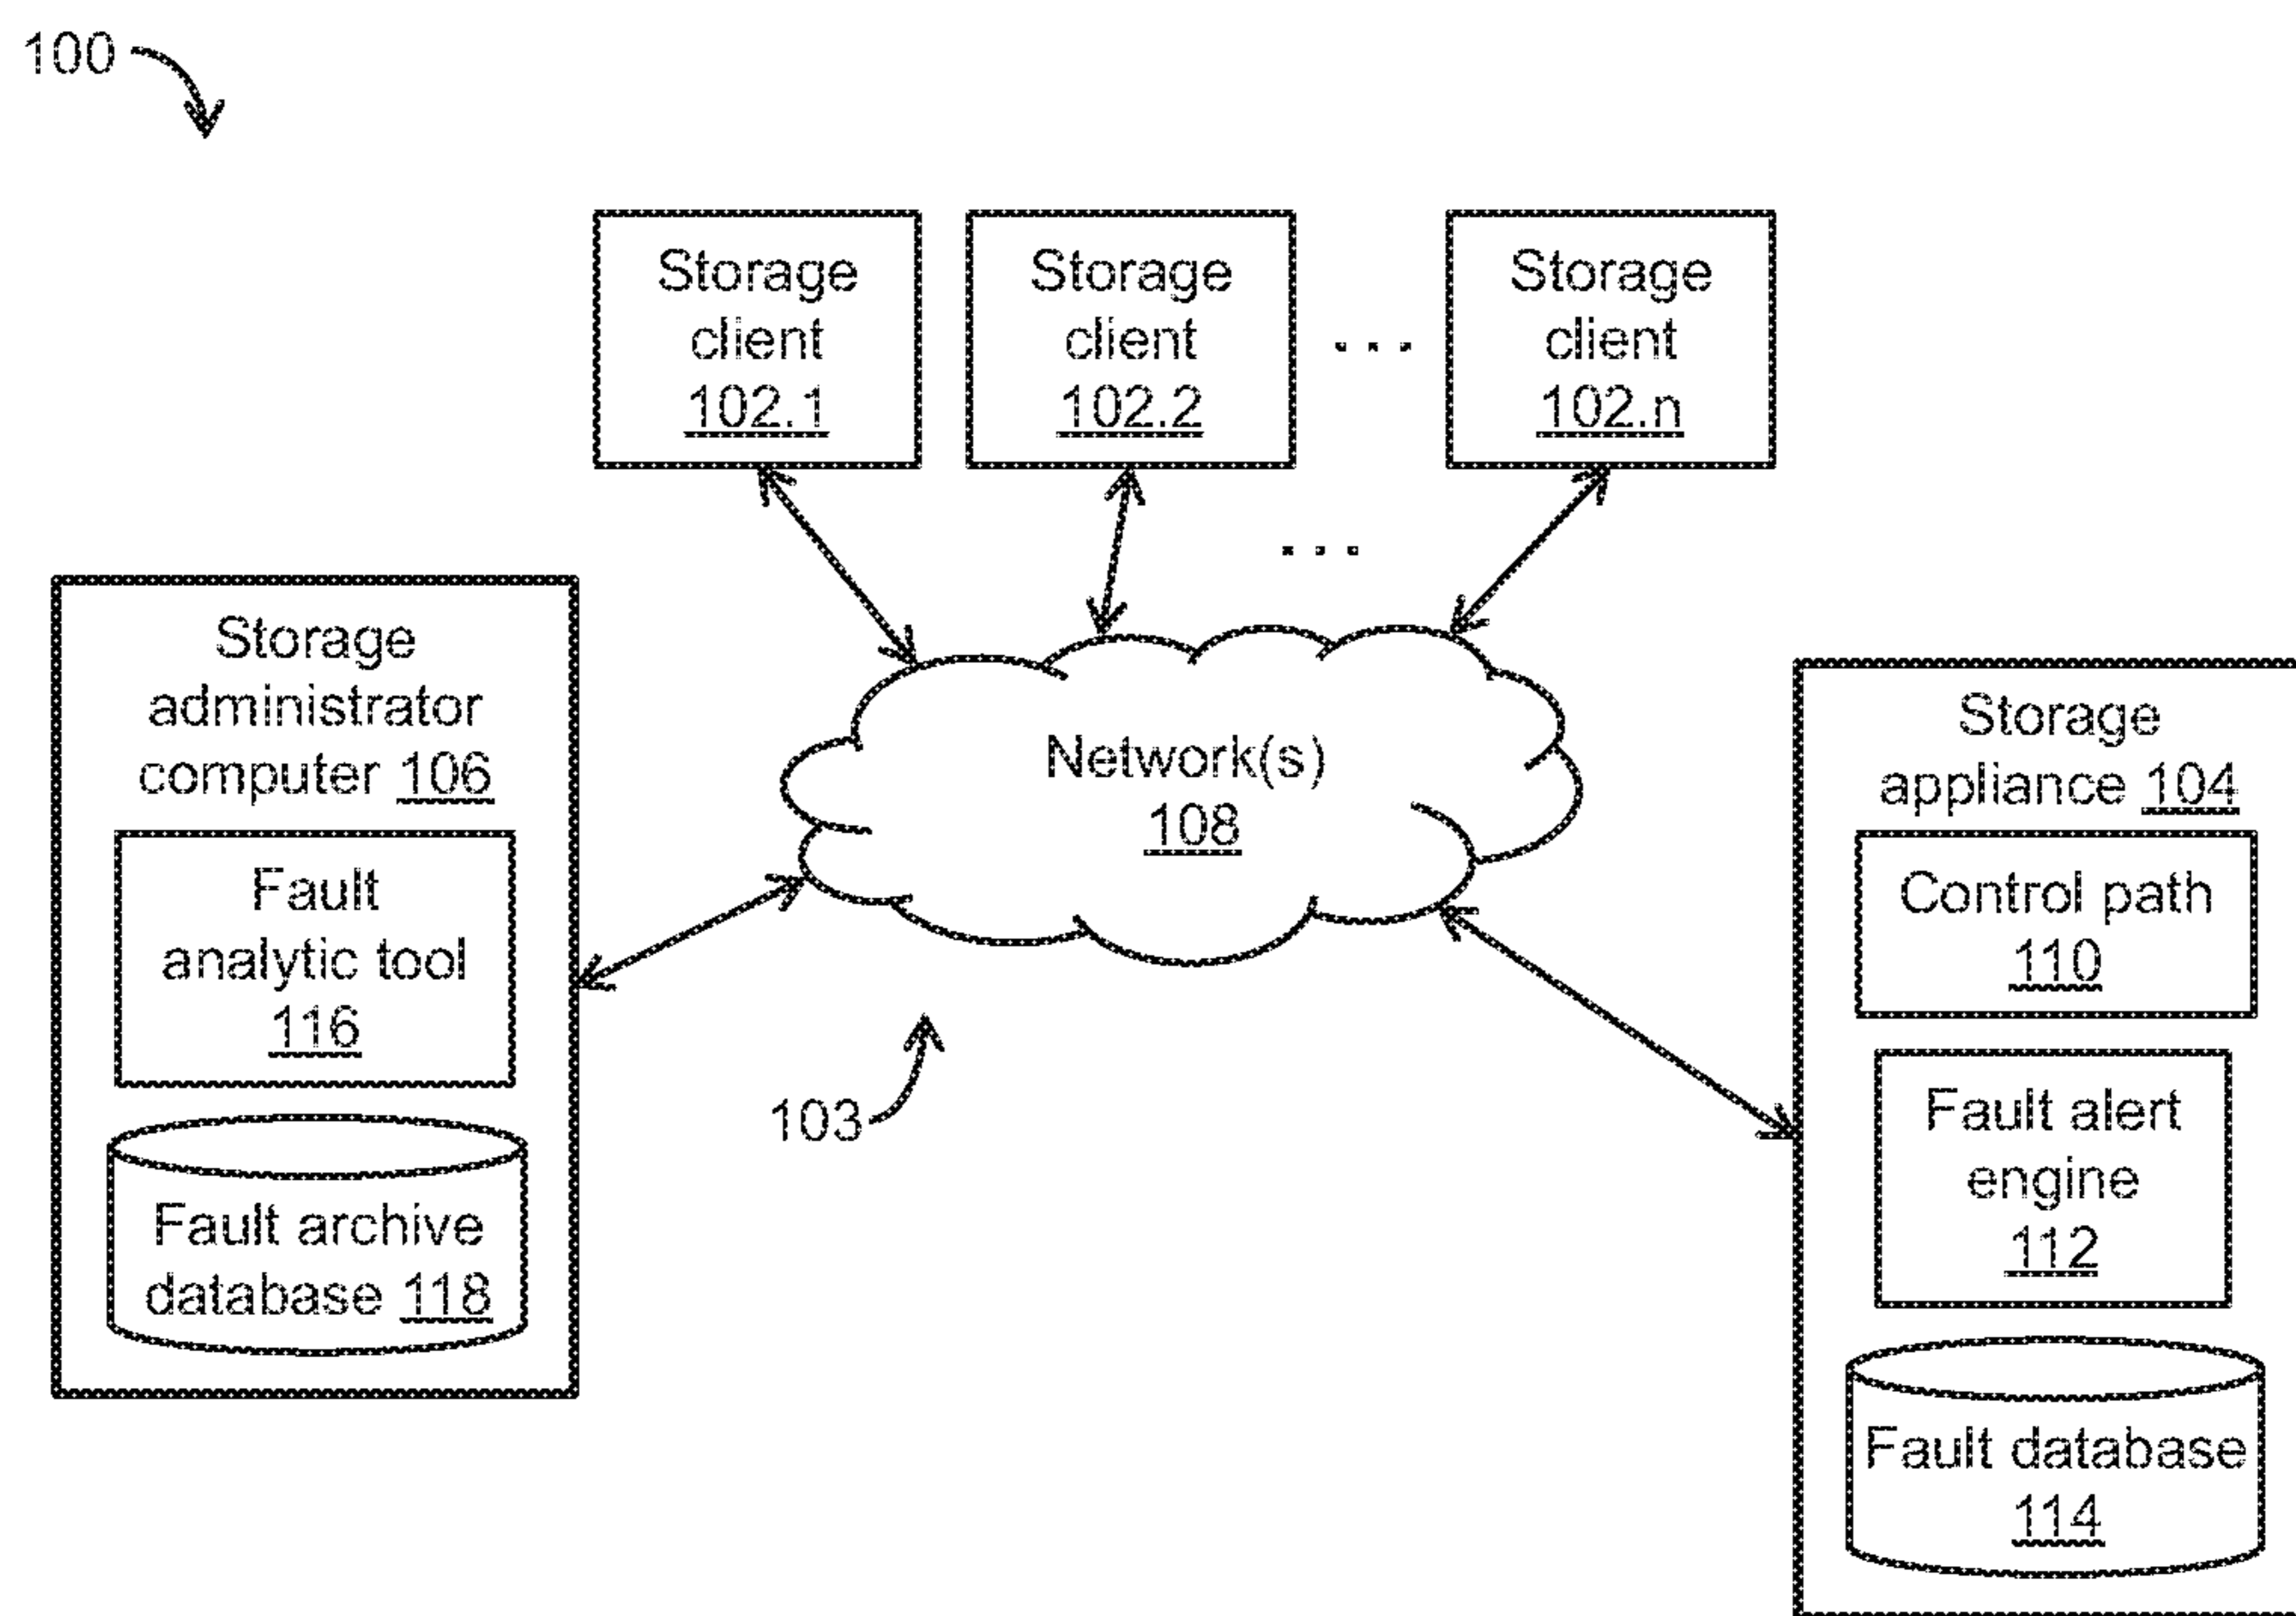 100
Storage
client
102.1
Storage
client
102.2
...
Storage
client
102.n
...
Storage
administrator
computer 106
Fault
analytic tool
116
Fault archive
database 118
Network(s)
108
103
Storage
appliance 104
Control path
110
Fault alert
engine
112
Fault database
114